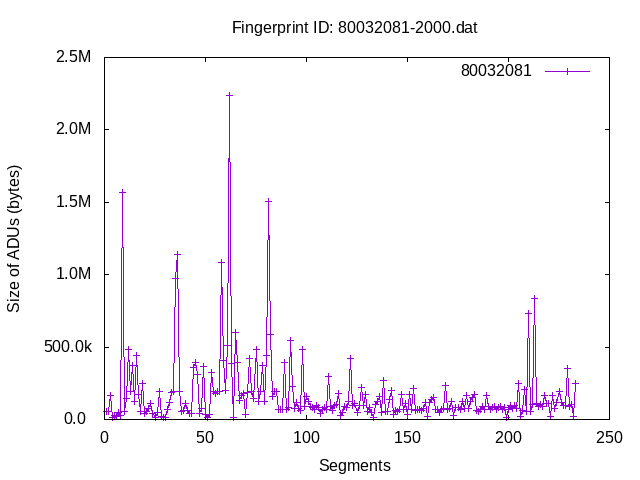 Fingerprint ID: 80032081-2000.dat
2.5M
80032081
2.0M
1.5M
1.0M
500.0k
0.0
0 50 100 150 200 250
Size of ADUs (bytes)
Segments